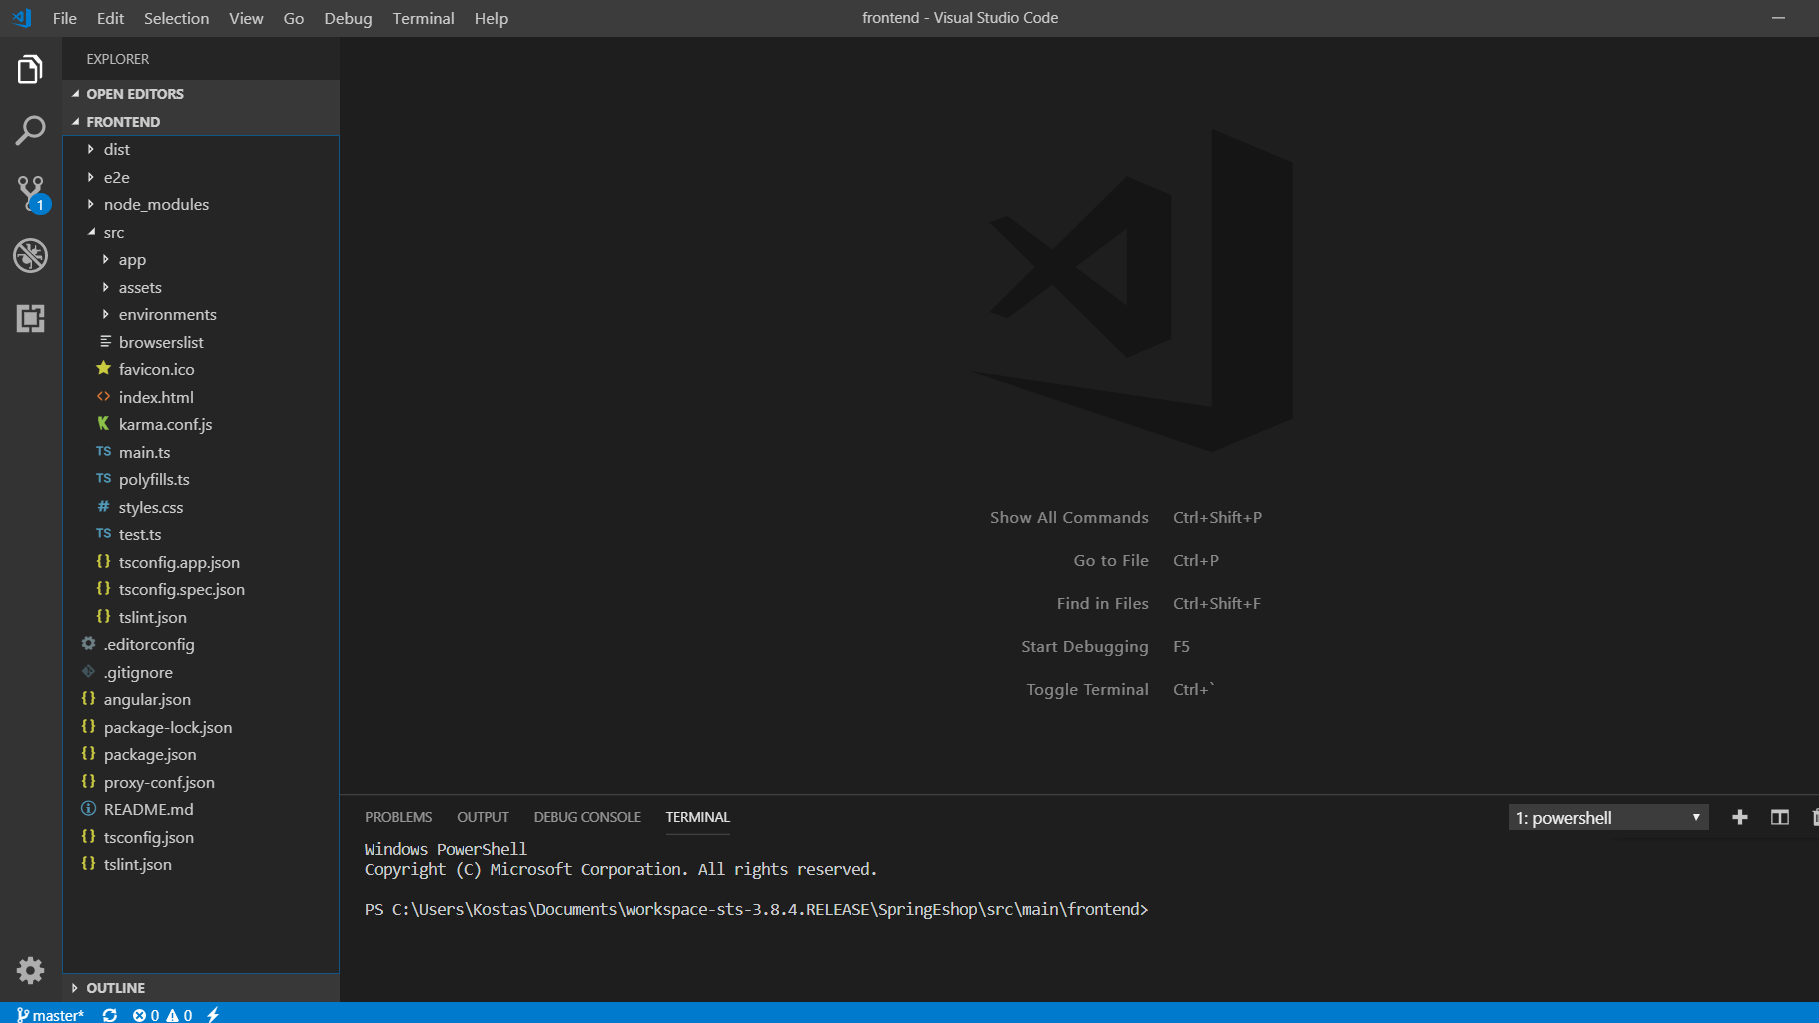 File Edit Selection View Go Debug Terminal Help
frontend - Visual Studio Code
EXPLORER
OPEN EDITORS
FRONTEND
dist
e2e
node_modules
src
app
assets
environments
browserslist
favicon.ico
<> index.html
karma.conf.js
TS main.ts
TS polyfills.ts
# styles.css
TS test.ts
{} tsconfig.app.json
{} tsconfig.spec.json
{} tslint.json
.editorconfig
.gitignore
{} angular.json
{} package-lock.json
{} package.json
{} proxy-conf.json
README.md
{} tsconfig.json
{} tslint.json
OUTLINE
1
Show All Commands Ctrl+Shift+P
Go to File Ctrl+P
Find in Files Ctrl+Shift+F
Start Debugging F5
Toggle Terminal Ctrl+`
PROBLEMS OUTPUT DEBUG CONSOLE TERMINAL
1: powershell
Windows PowerShell
Copyright (C) Microsoft Corporation. All rights reserved.
PS C:\Users\Kostas\Documents\workspace-sts-3.8.4.RELEASE\SpringEshop\src\main\frontend>
master* 0 0